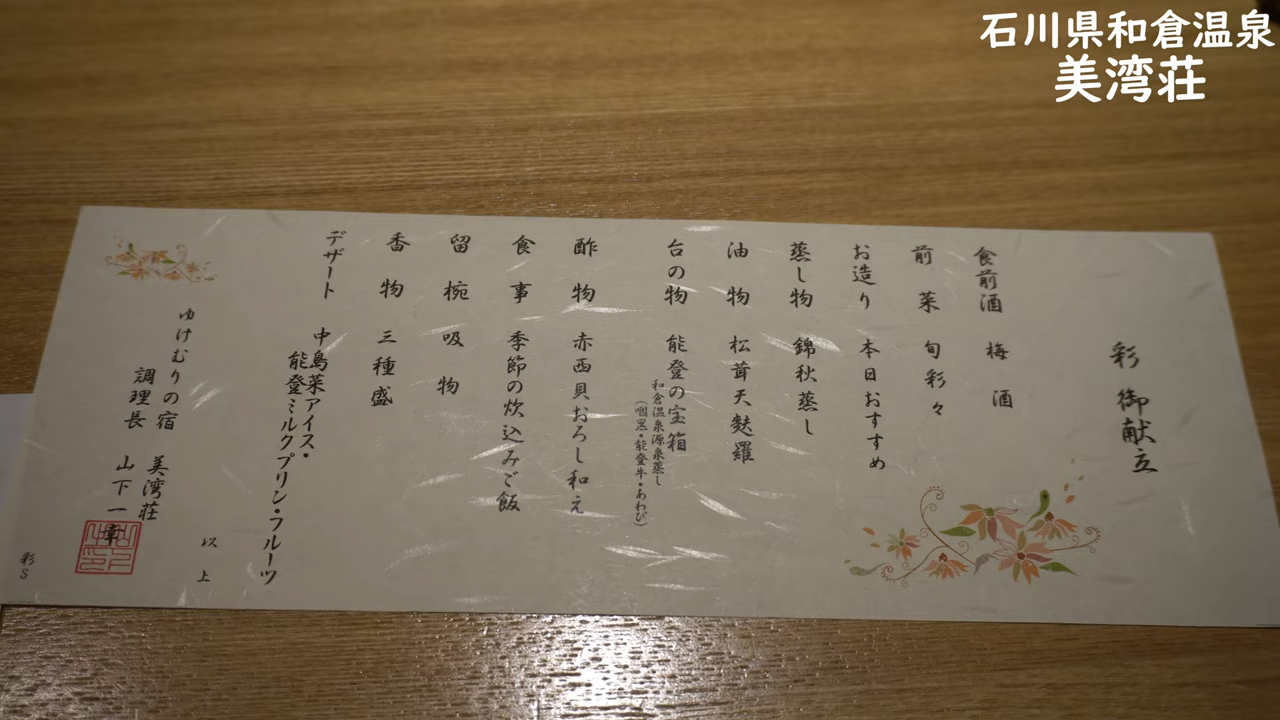 石川県和倉温泉
美湾荘
彩 御献立
食前酒 梅酒
前菜 旬彩々
お造り 本日おすすめ
蒸し物 錦秋蒸し
油物 松茸天麩羅
台の物 能登の宝箱
和倉温泉源泉蒸し
(咽黒・能登牛・あわび)
酢物 赤西貝おろし和え
食事 季節の炊込みご飯
留椀 吸物
香物 三種盛
デザート 中島菜アイス・
能登ミルクプリン・フルーツ
以上
ゆけむりの宿 美湾荘
調理長 山下一
彩S